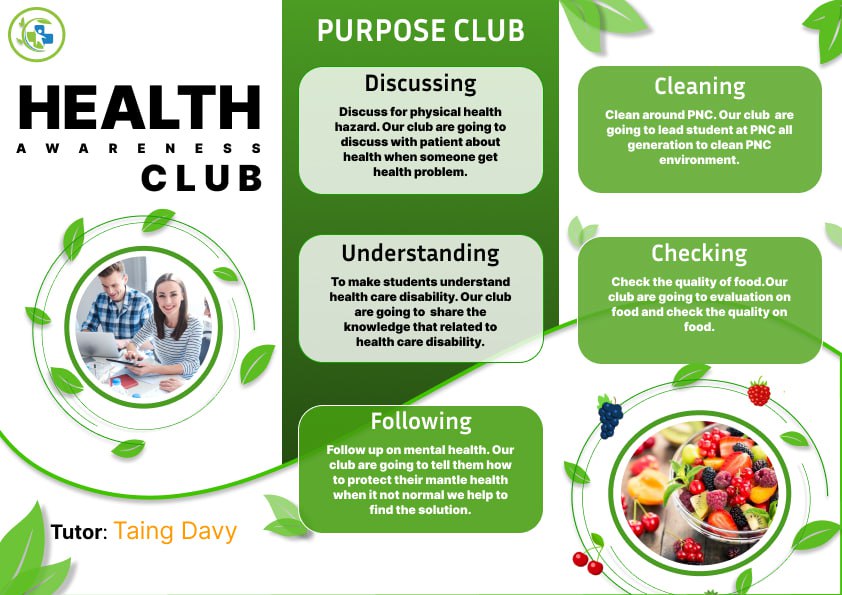 HEALTH
AWARENESS
CLUB
Tutor: Taing Davy
PURPOSE CLUB
Discussing
Discuss for physical health
hazard. Our club are going to
discuss with patient about
health when someone get
health problem.
Understanding
To make students understand
health care disability. Our club
are going to share the
knowledge that related to
health care disability.
Following
Follow up on mental health. Our
club are going to tell them how
to protect their mantle health
when it not normal we help to
find the solution.
Cleaning
Clean around PNC. Our club are
going to lead student at PNC all
generation to clean PNC
environment.
Checking
Check the quality of food.Our
club are going to evaluation on
food and check the quality on
food.